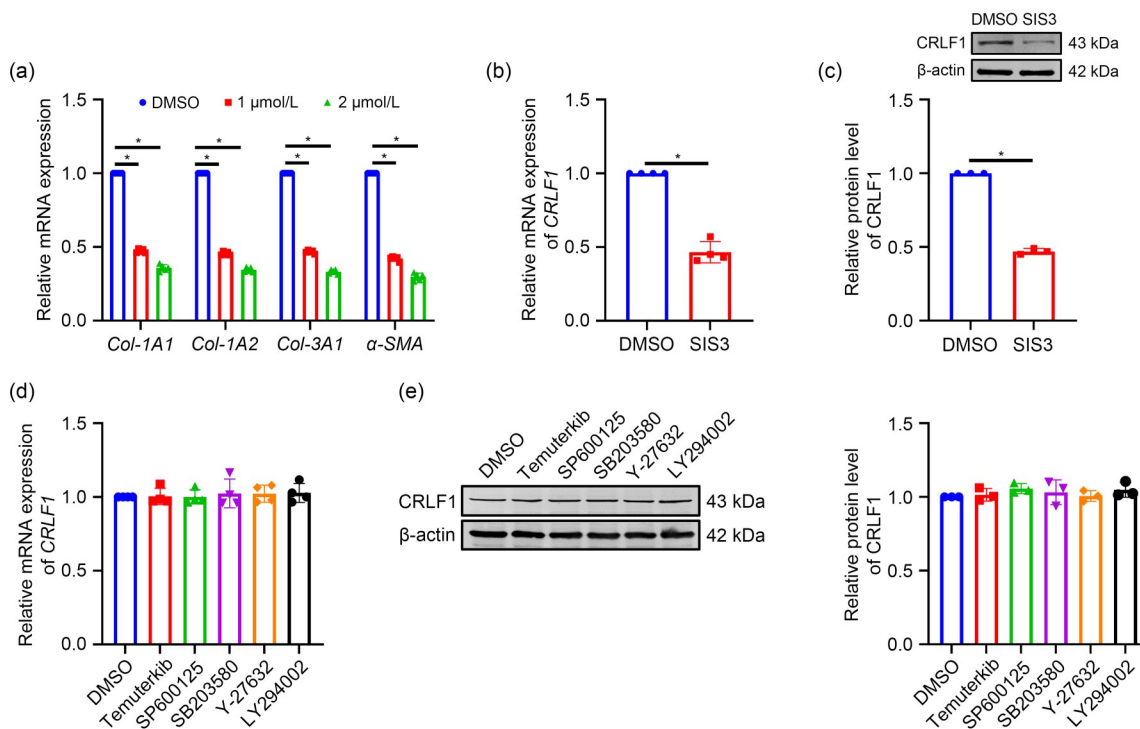 (a)
DMSO
1 μmol/L
2 μmol/L
Relative mRNA expression
1.5
1.0
0.5
0.0
* * * * * * * *
Col-1A1
Col-1A2
Col-3A1
α-SMA
(b)
Relative mRNA expression
of CRLF1
1.5
1.0
0.5
0.0
*
DMSO
SIS3
(c)
DMSO SIS3
CRLF1
43 kDa
β-actin
42 kDa
Relative protein level
of CRLF1
1.5
1.0
0.5
0.0
*
DMSO
SIS3
(d)
Relative mRNA expression
of CRLF1
1.5
1.0
0.5
0.0
DMSO
Temuterkib
SP600125
SB203580
Y-27632
LY294002
(e)
DMSO
Temuterkib
SP600125
SB203580
Y-27632
LY294002
CRLF1
43 kDa
β-actin
42 kDa
Relative protein level
of CRLF1
1.5
1.0
0.5
0.0
DMSO
Temuterkib
SP600125
SB203580
Y-27632
LY294002